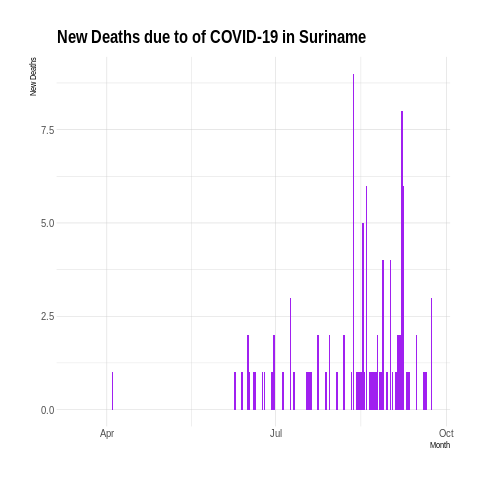 New Deaths due to of COVID-19 in Suriname
New Deaths
7.5
5.0
2.5
0.0
Apr
Jul
Oct
Month